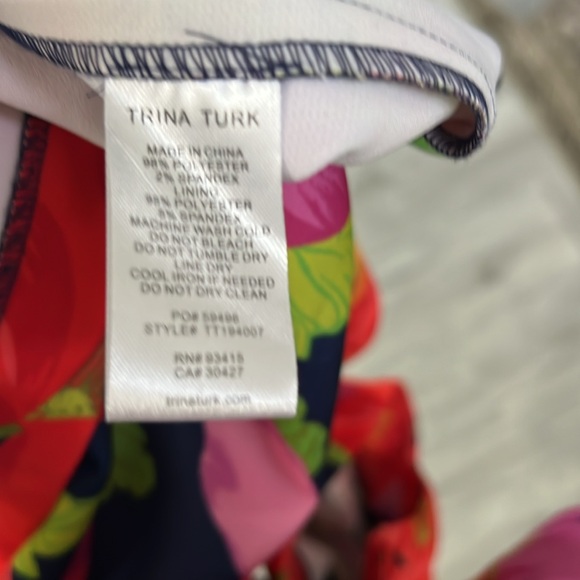 TRINA TURK
MADE IN CHINA
98% POLYESTER
2% SPANDEX
LINING
95% POLYESTER
5% SPANDEX
MACHINE WASH COLD
DO NOT BLEACH
DO NOT TUMBLE DRY
LINE DRY
COOL IRON IF NEEDED
DO NOT DRY CLEAN
PO# 59496
STYLE# TT194007
RN# 93415
CA# 30427
trinaturk.com